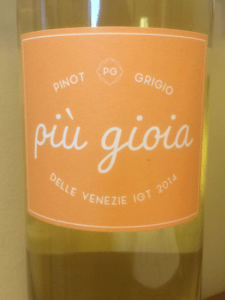 PINOT PG GRIGIO
più gioia
DELLE VENEZIE IGT 2014